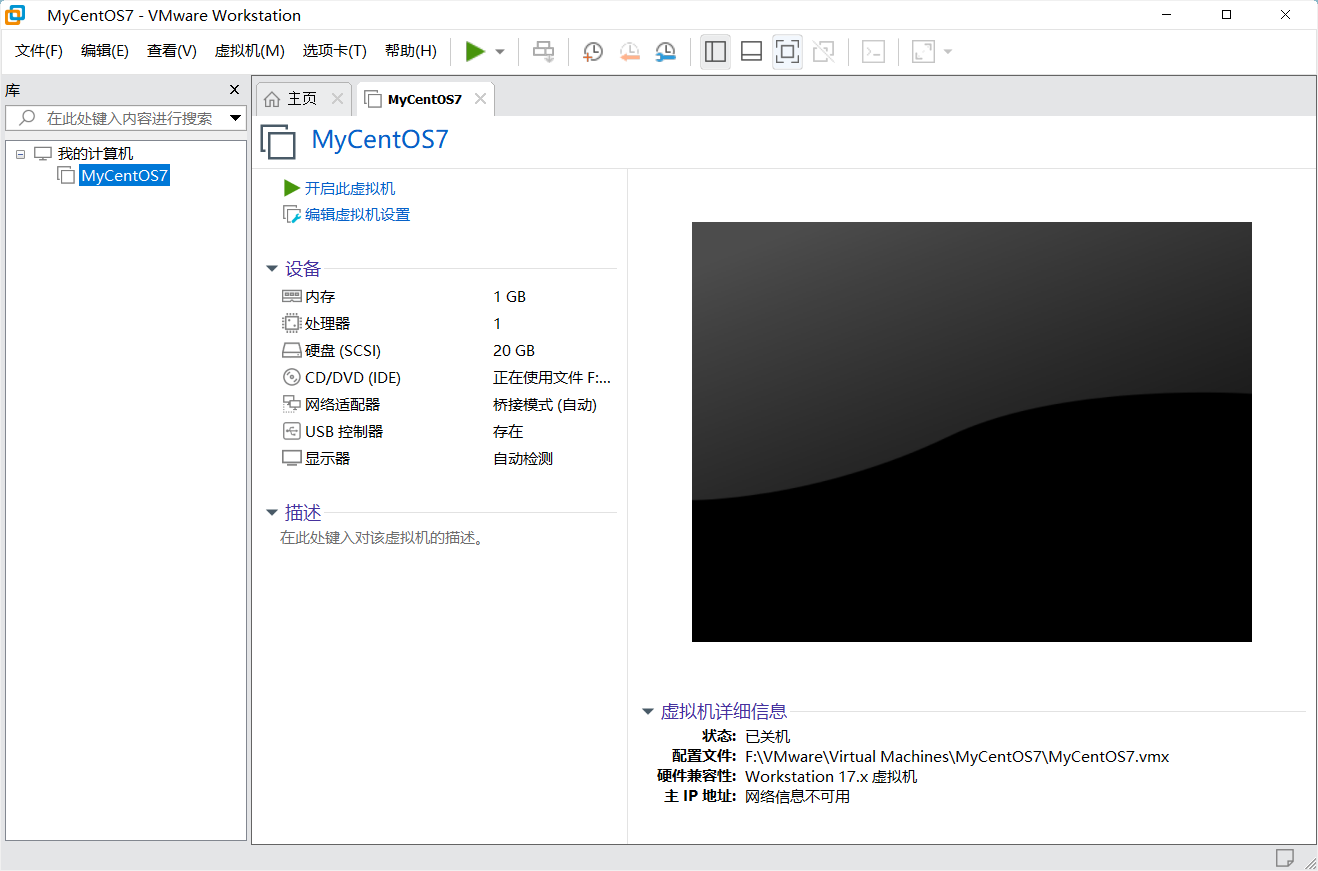 MyCentOS7 - VMware Workstation
文件(F) 编辑(E) 查看(V) 虚拟机(M) 选项卡(T) 帮助(H)
库
在此处键入内容进行搜索
我的计算机
MyCentOS7
主页 MyCentOS7
MyCentOS7
开启此虚拟机
编辑虚拟机设置
设备
内存 1 GB
处理器 1
硬盘 (SCSI) 20 GB
CD/DVD (IDE) 正在使用文件 F:...
网络适配器 桥接模式 (自动)
USB 控制器 存在
显示器 自动检测
描述
在此处键入对该虚拟机的描述。
虚拟机详细信息
状态: 已关机
配置文件: F:\VMware\Virtual Machines\MyCentOS7\MyCentOS7.vmx
硬件兼容性: Workstation 17.x 虚拟机
主 IP 地址: 网络信息不可用